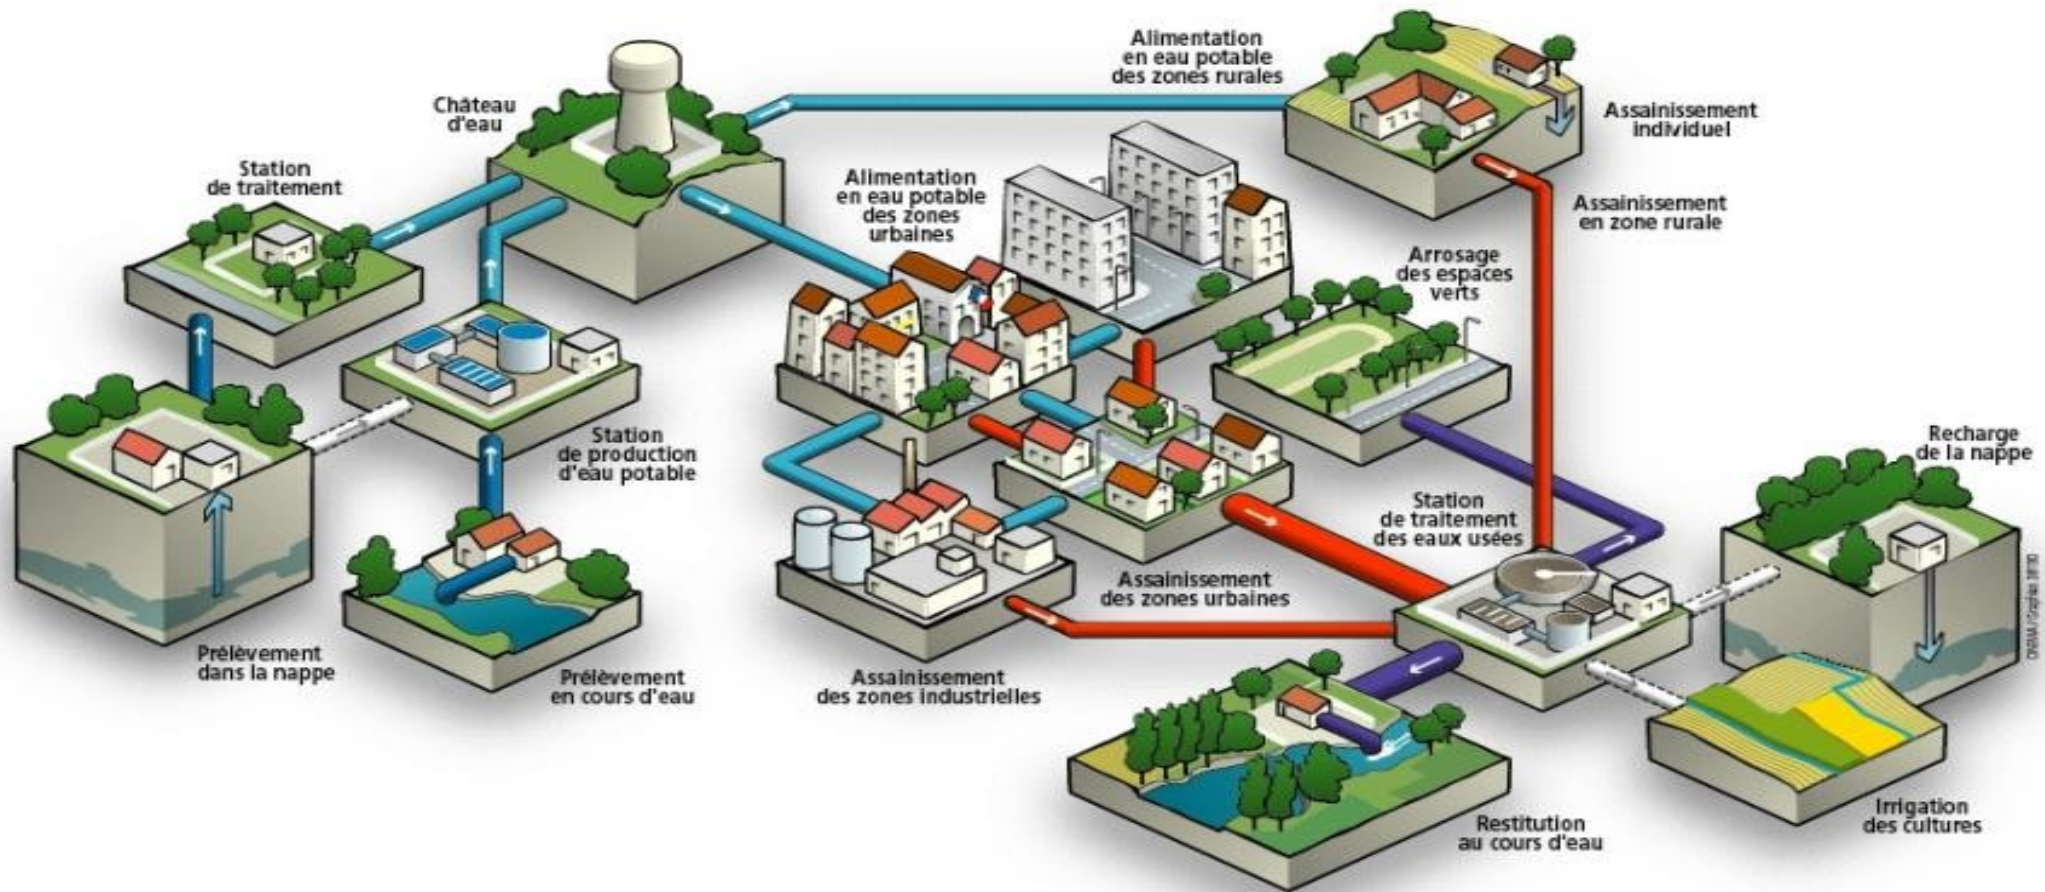 Alimentation
en eau potable
des zones rurales
Château
d'eau
Assainissement
individuel
Station
de traitement
Alimentation
en eau potable
des zones
urbaines
Assainissement
en zone rurale
Arrosage
des espaces
verts
Station
de production
d'eau potable
Recharge
de la nappe
Station
de traitement
des eaux usées
Assainissement
des zones urbaines
Prélèvement
dans la nappe
Prélèvement
en cours d'eau
Assainissement
des zones industrielles
Restitution
au cours d'eau
Irrigation
des cultures